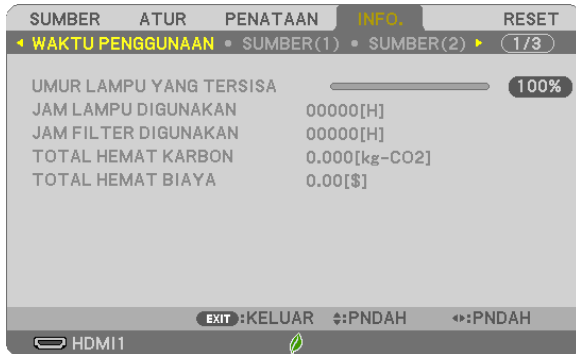 SUMBER ATUR PENATAAN INFO. RESET
WAKTU PENGGUNAAN • SUMBER(1) • SUMBER(2) 1/3
UMUR LAMPU YANG TERSISA 100%
JAM LAMPU DIGUNAKAN 00000[H]
JAM FILTER DIGUNAKAN 00000[H]
TOTAL HEMAT KARBON 0.000[kg-CO2]
TOTAL HEMAT BIAYA 0.00[$]
EXIT :KELUAR :PNDAH :PNDAH
HDMI1